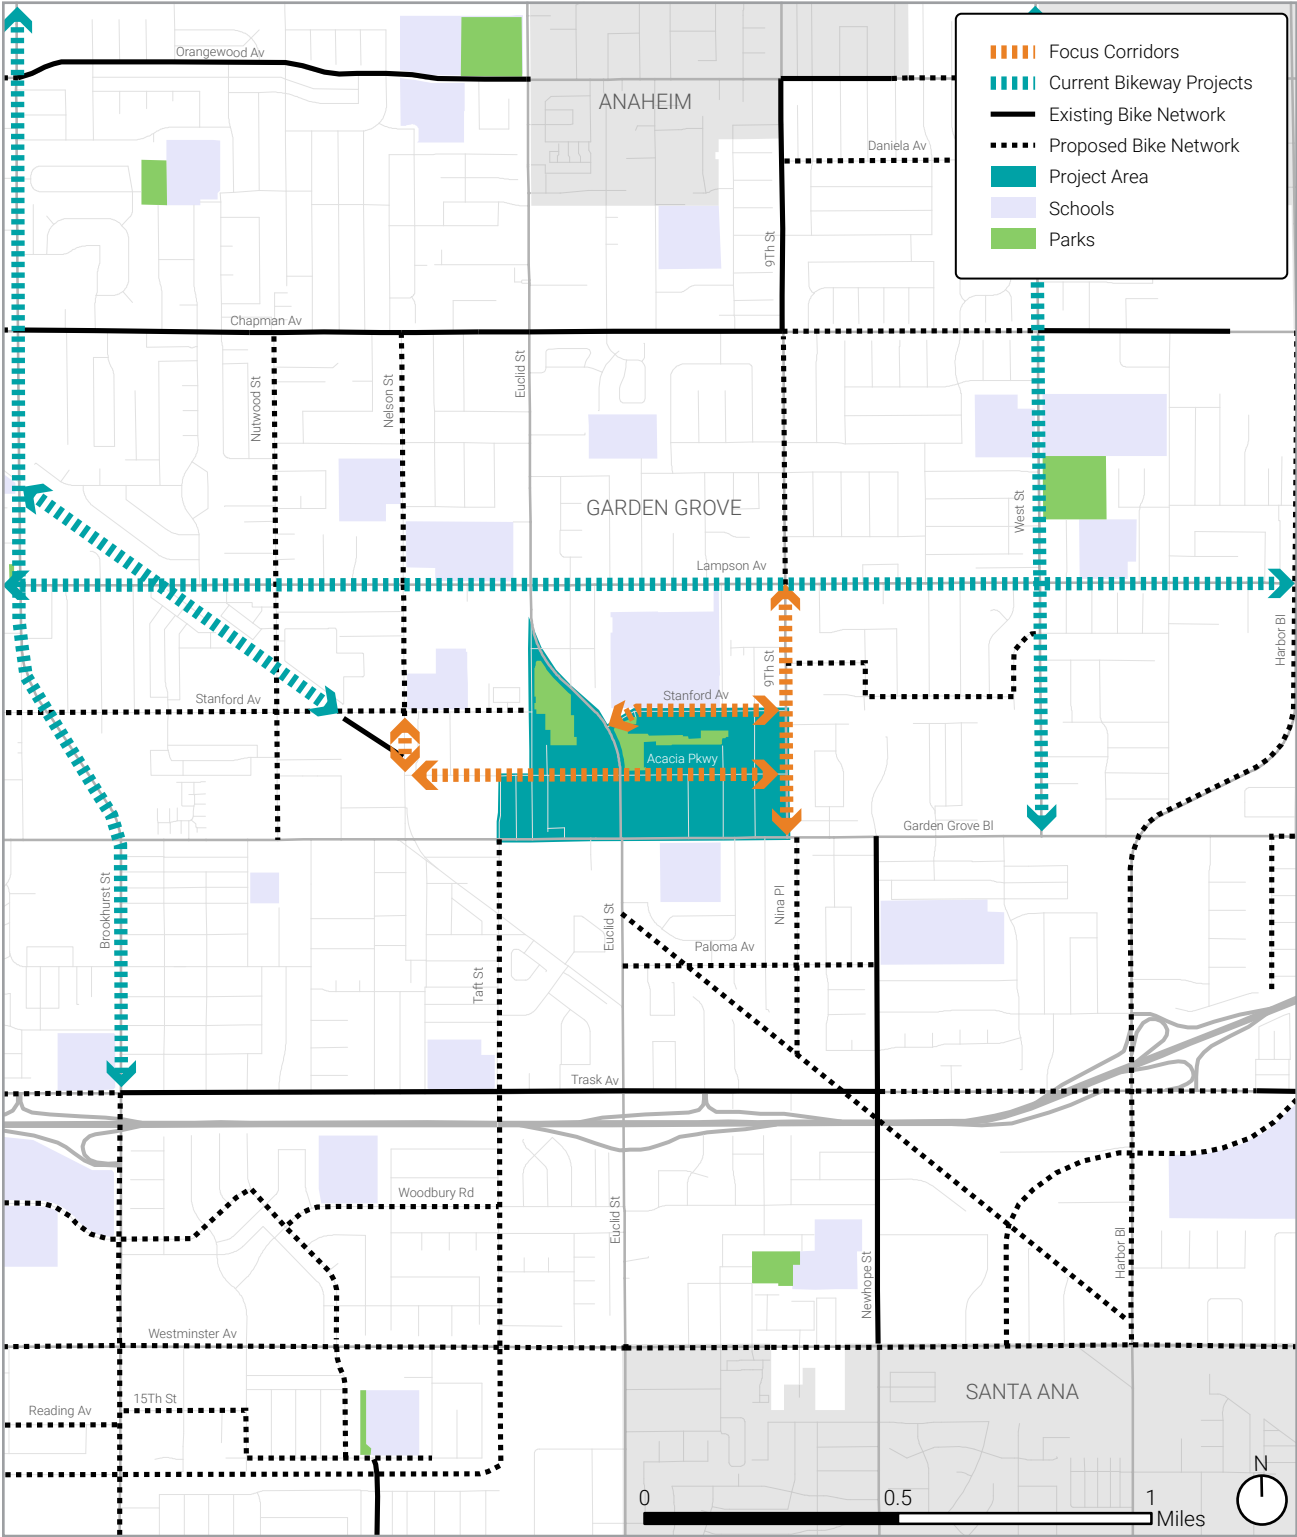 Orangewood Av
ANAHEIM
Focus Corridors
Current Bikeway Projects
Existing Bike Network
Proposed Bike Network
Project Area
Schools
Parks
Daniela Av
9Th St
Chapman Av
Nutwood St
Nelson St
Euclid St
GARDEN GROVE
West St
Lampson Av
Harbor Bl
9Th St
Stanford Av
Stanford Av
Acacia Pkwy
Garden Grove Bl
Brookhurst St
Nina Pl
Euclid St
Paloma Av
Taft St
Trask Av
Woodbury Rd
Euclid St
Newhope St
Harbor Bl
Westminster Av
15Th St
Reading Av
SANTA ANA
N
0 0.5 1
Miles